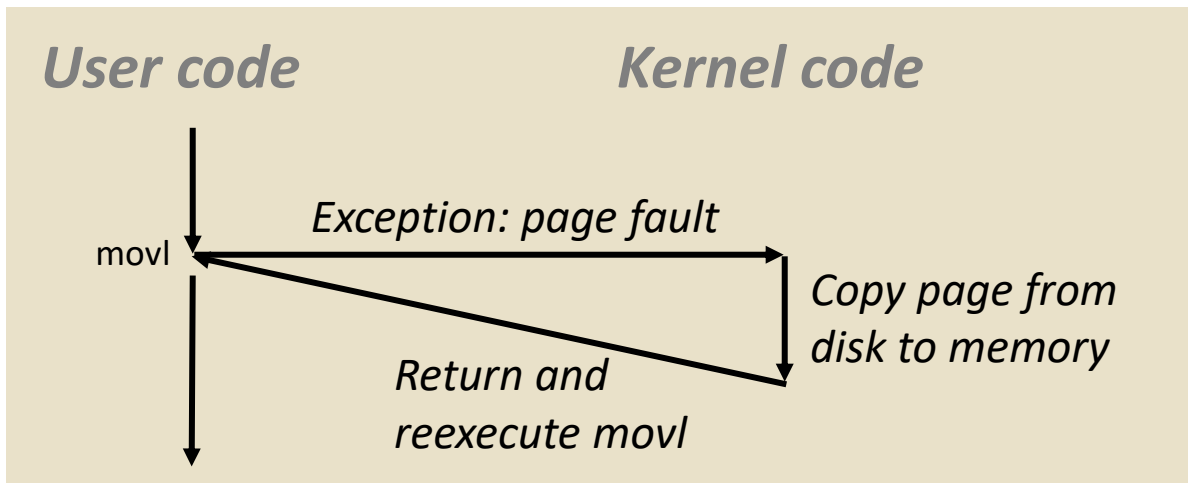 User code
Kernel code
Exception: page fault
movl
Copy page from
disk to memory
Return and
reexecute movl